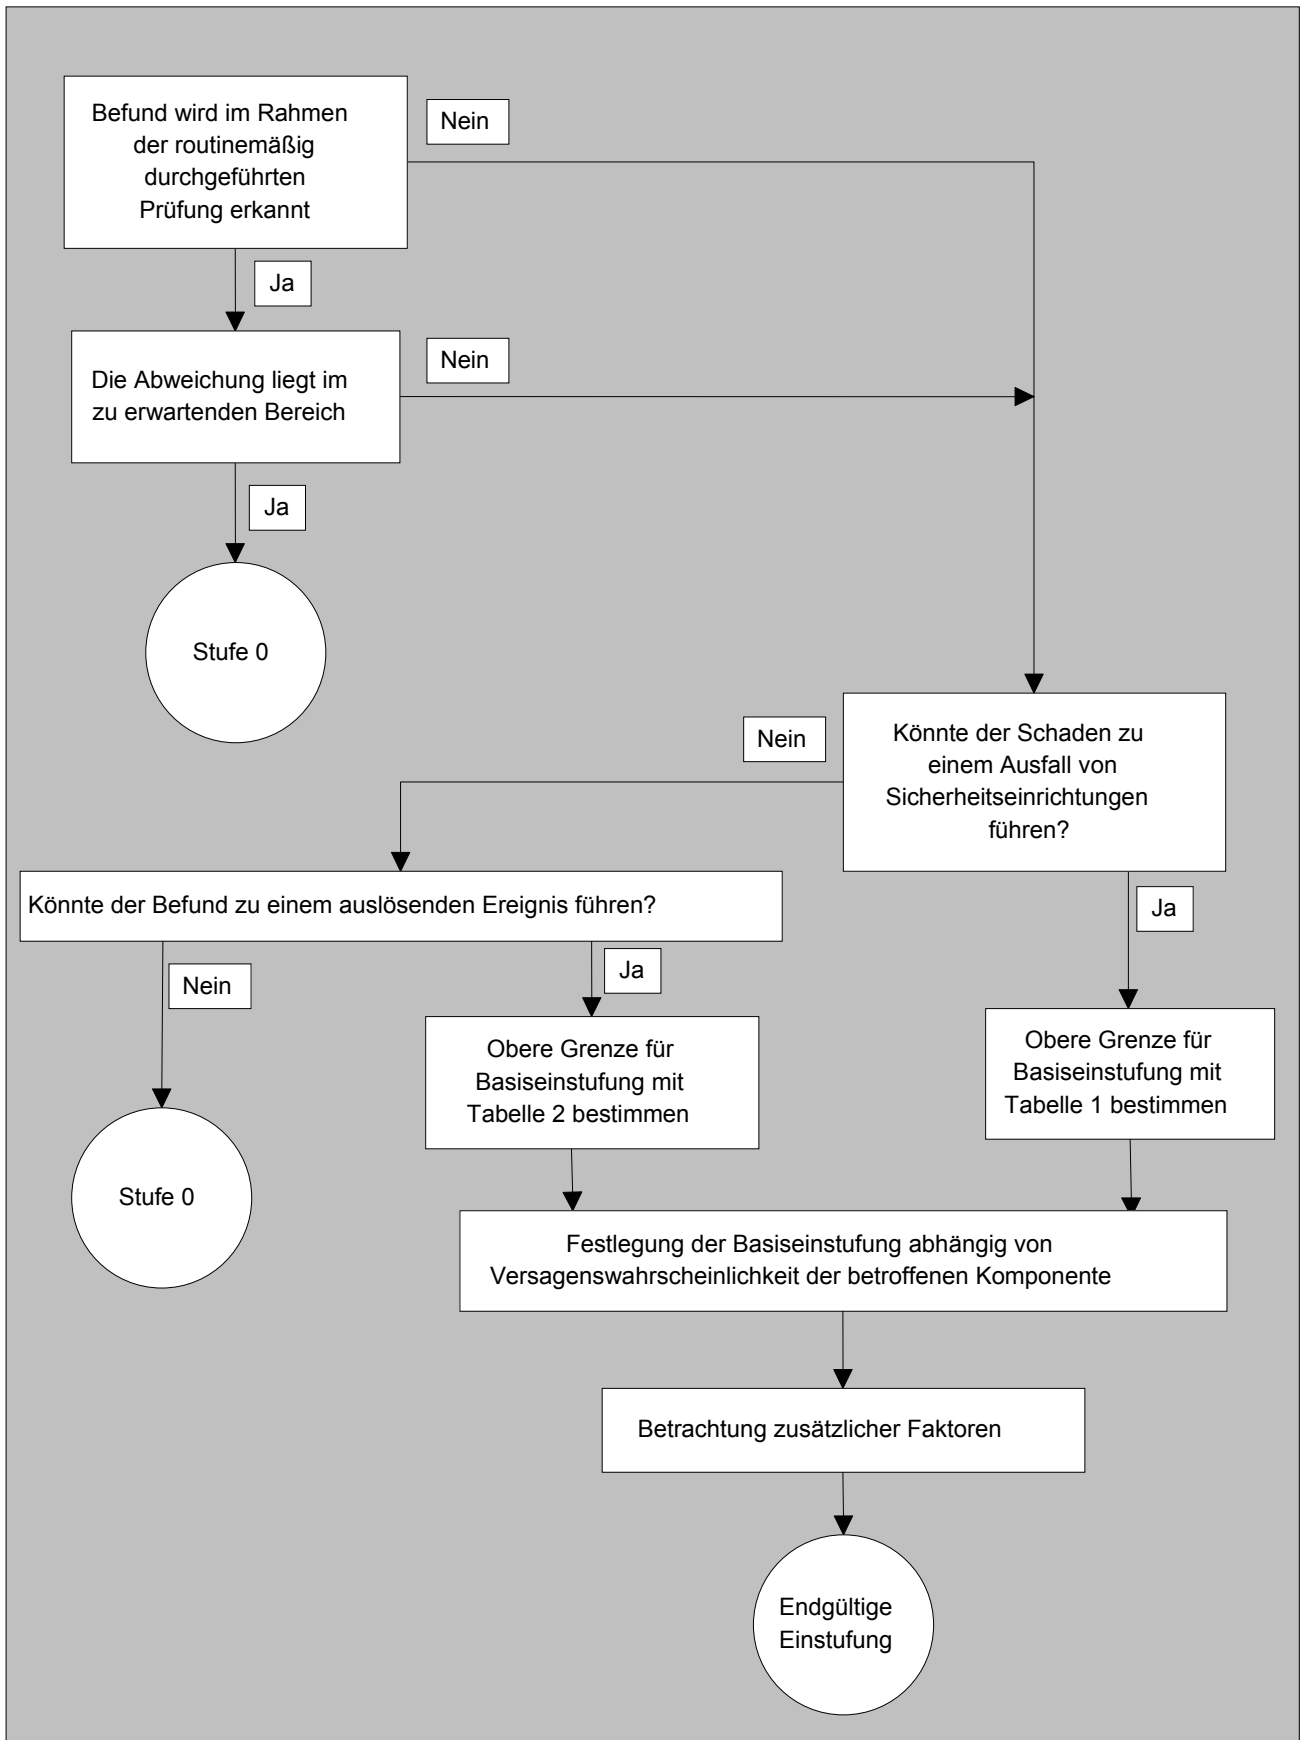 Befund wird im Rahmen
der routinemäßig
durchgeführten
Prüfung erkannt
Nein
Ja
Die Abweichung liegt im
zu erwartenden Bereich
Nein
Ja
Stufe 0
Könnte der Schaden zu
einem Ausfall von
Sicherheitseinrichtungen
führen?
Nein
Ja
Könnte der Befund zu einem auslösenden Ereignis führen?
Nein
Ja
Stufe 0
Obere Grenze für
Basiseinstufung mit
Tabelle 2 bestimmen
Obere Grenze für
Basiseinstufung mit
Tabelle 1 bestimmen
Festlegung der Basiseinstufung abhängig von
Versagenswahrscheinlichkeit der betroffenen Komponente
Betrachtung zusätzlicher Faktoren
Endgültige
Einstufung